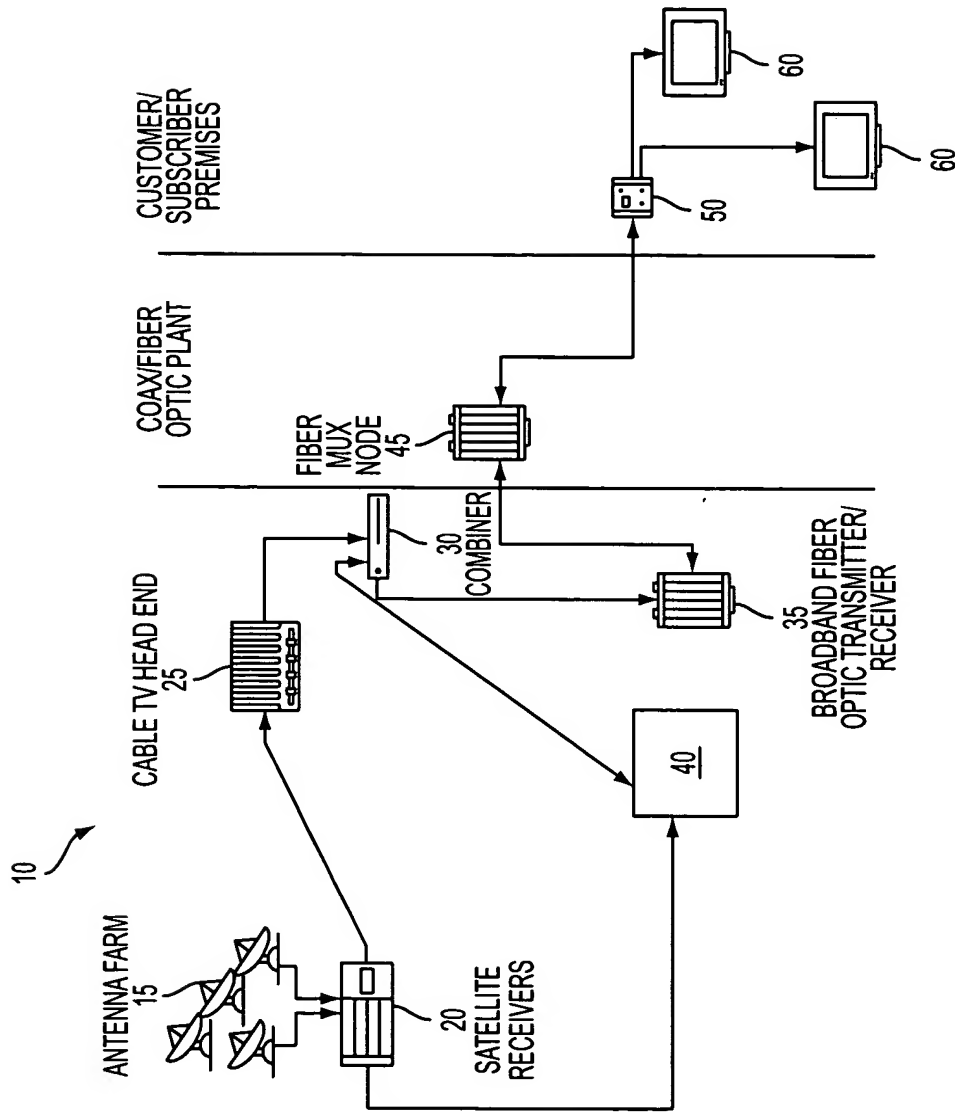 10
ANTENNA FARM
15
20
SATELLITE
RECEIVERS
CABLE TV HEAD END
25
30
COMBINER
40
35
BROADBAND FIBER
OPTIC TRANSMITTER/
RECEIVER
COAX/FIBER
OPTIC PLANT
FIBER
MUX
NODE
45
CUSTOMER/
SUBSCRIBER
PREMISES
50
60
60